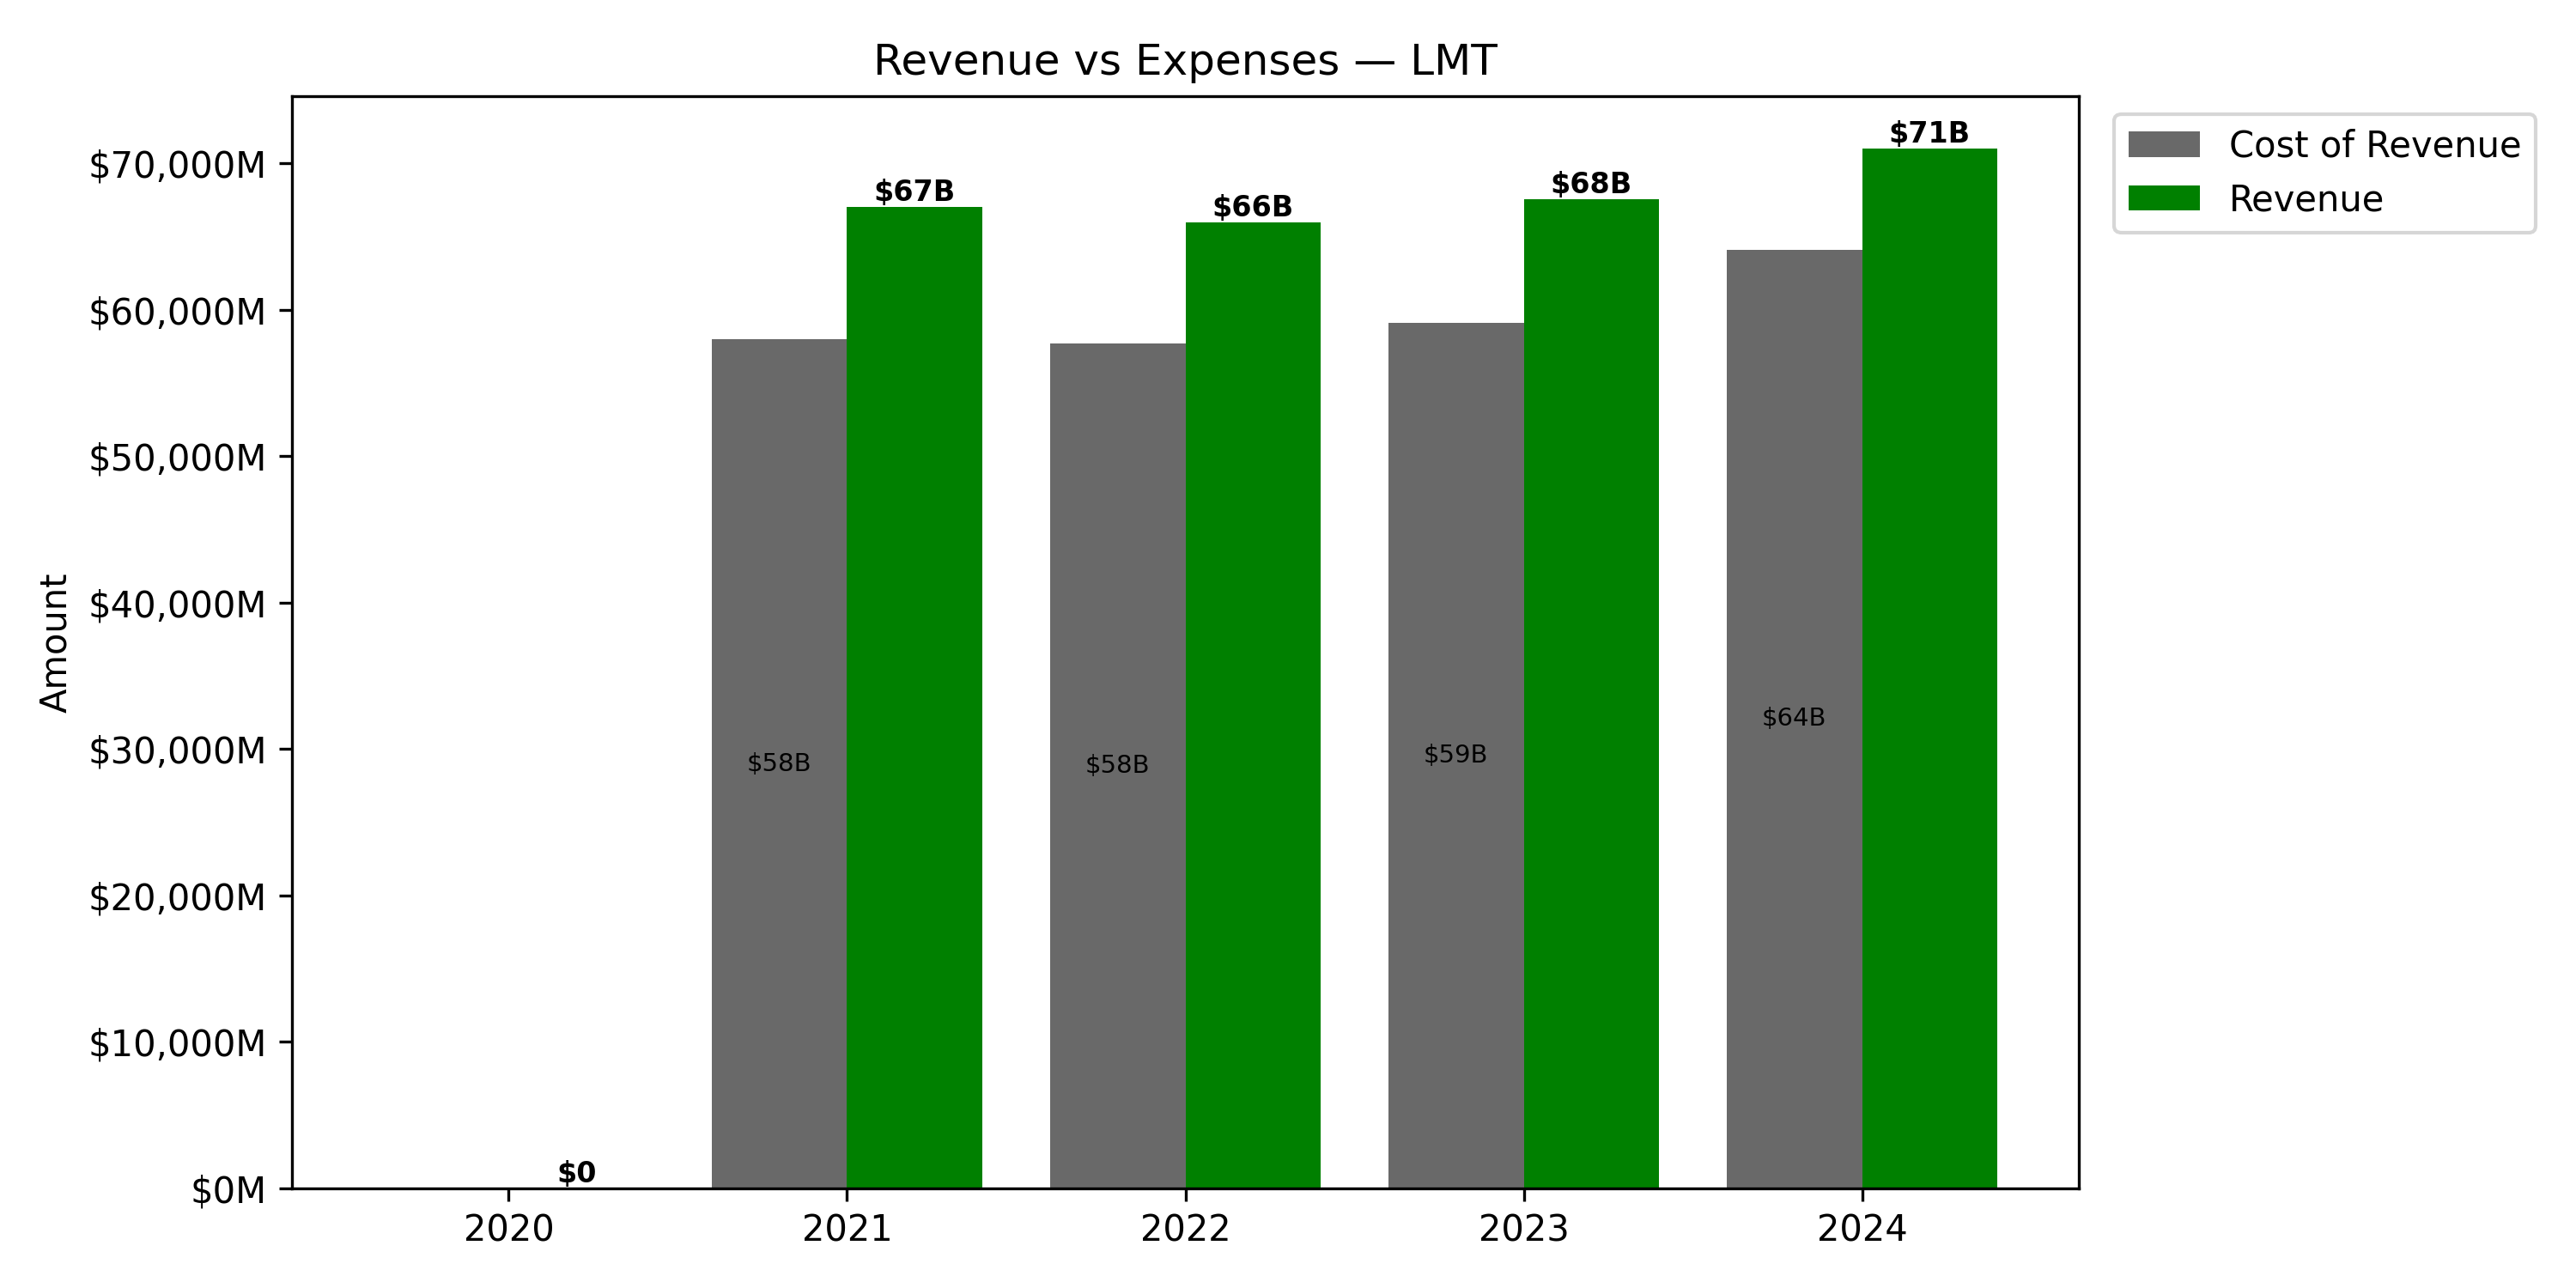 Revenue vs Expenses — LMT
Cost of Revenue
Revenue
Amount
$70,000M
$60,000M
$50,000M
$40,000M
$30,000M
$20,000M
$10,000M
$0M
$0
$58B
$67B
$58B
$66B
$59B
$68B
$64B
$71B
2020
2021
2022
2023
2024